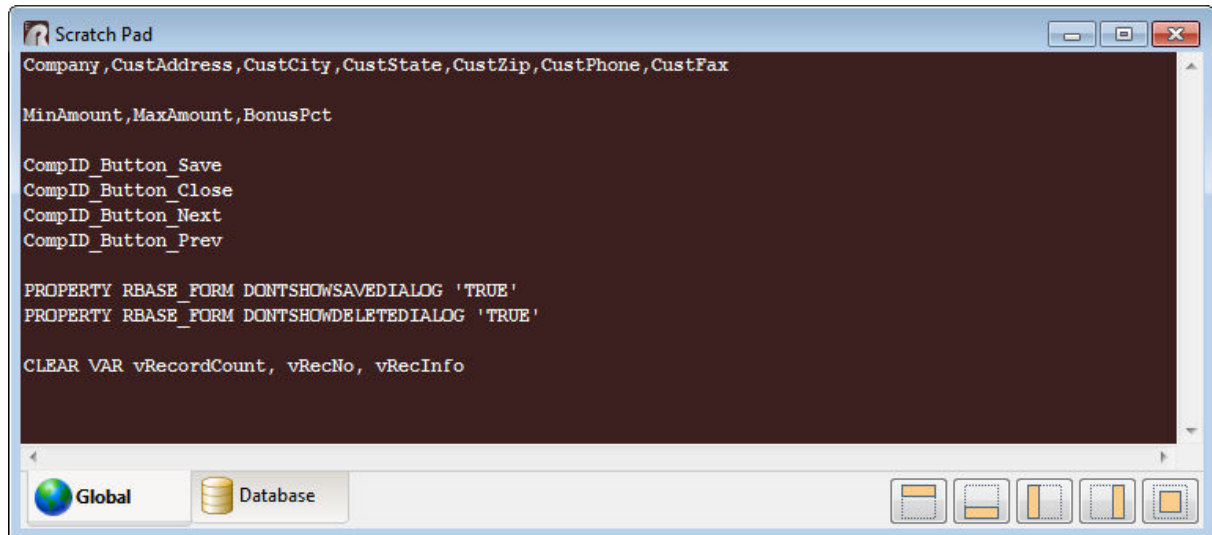 Scratch Pad
Company,CustAddress,CustCity,CustState,CustZip,CustPhone,CustFax
MinAmount,MaxAmount,BonusPct
CompID_Button_Save
CompID_Button_Close
CompID_Button_Next
CompID_Button_Prev
PROPERTY RBASE_FORM DONTSHOWSAVEDIALOG 'TRUE'
PROPERTY RBASE_FORM DONTSHOWDELETEDIALOG 'TRUE'
CLEAR VAR vRecordCount, vRecNo, vRecInfo
Global Database